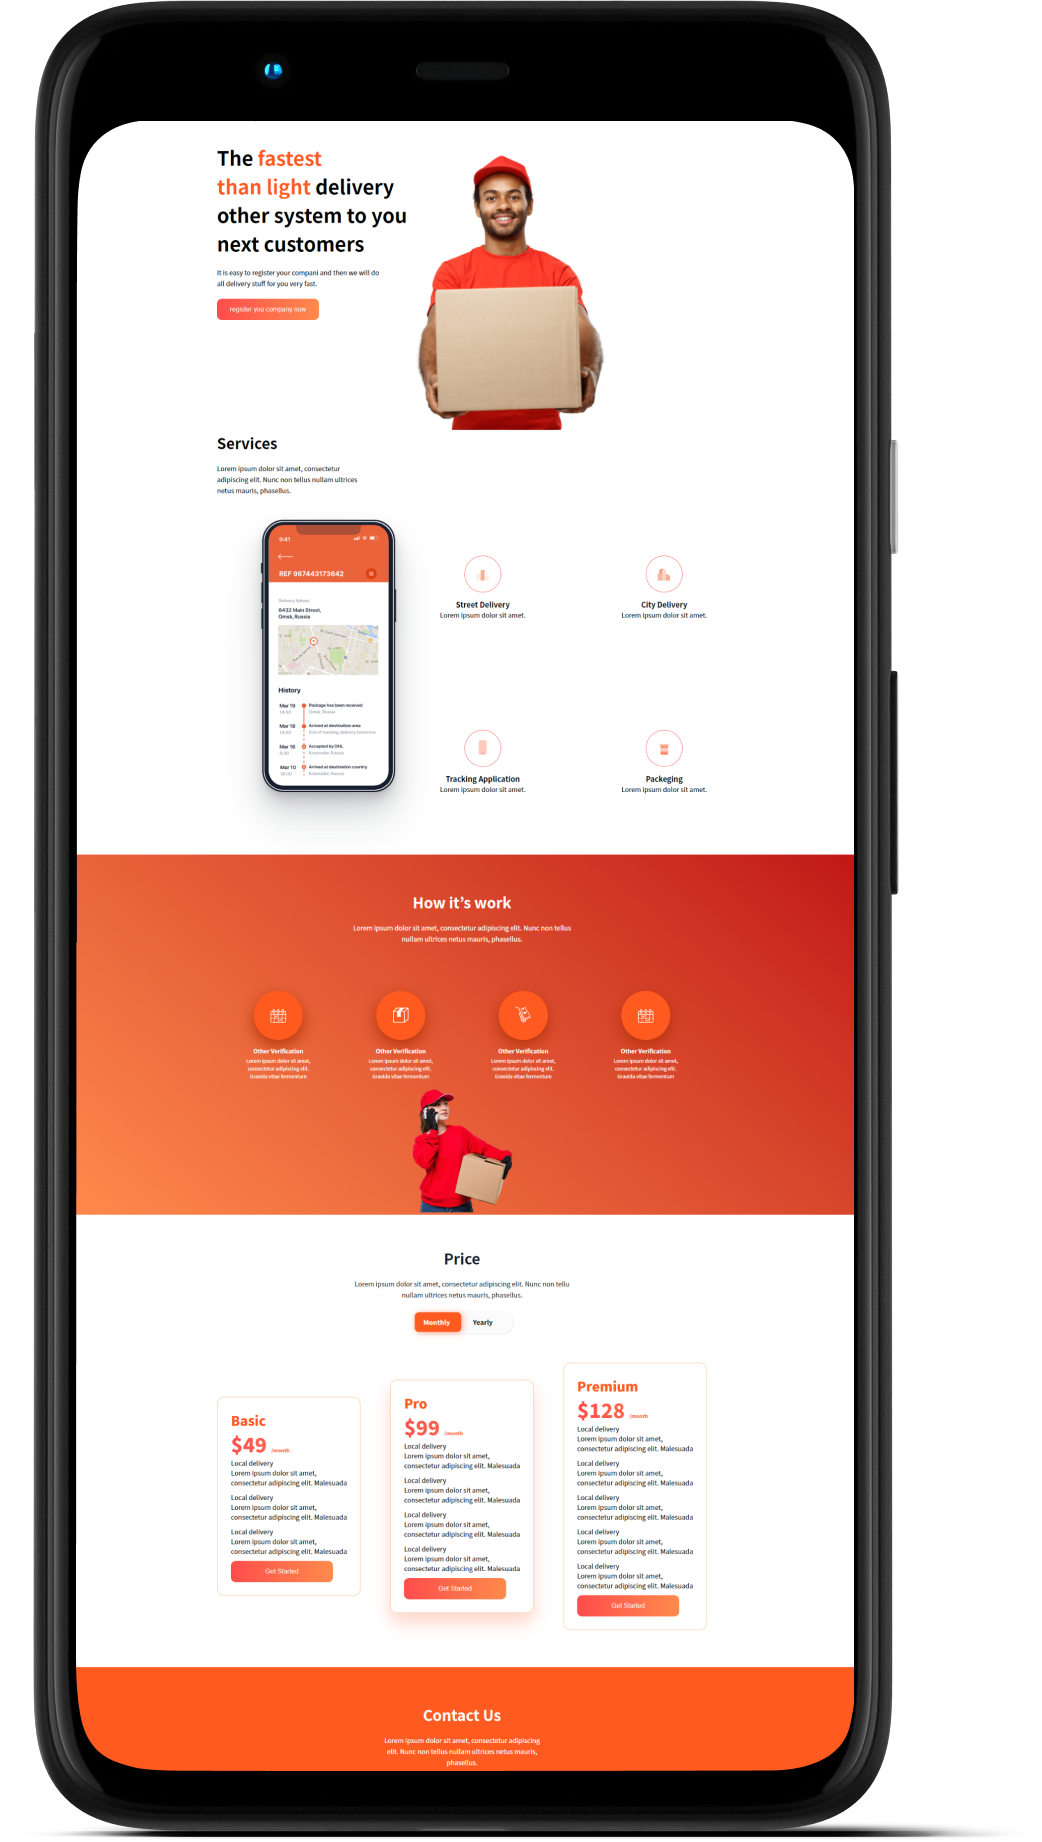 The fastest
than light delivery
other system to you
next customers
It is easy to register your compani and then we will do
all delivery stuff for you very fast.
register you company now
Services
Lorem ipsum dolor sit amet, consectetur
adipiscing elit. Nunc non tellus nullam ultrices
netus mauris, phasellus.
9:41
REF 987443173642
Delivery Adress
6432 Main Street,
Omsk, Russia
History
Mar 19 Package has been received
Omsk, Russia
Mar 18 Arrived at destination area
End of tracking, delivery tomorrow
Mar 16 Accepted by DHL
Krasnodar, Russia
Mar 10 Arrived at destination country
Krasnodar, Russia
Street Delivery
Lorem ipsum dolor sit amet.
City Delivery
Lorem ipsum dolor sit amet.
Tracking Application
Lorem ipsum dolor sit amet.
Packeging
Lorem ipsum dolor sit amet.
How it’s work
Lorem ipsum dolor sit amet, consectetur adipiscing elit. Nunc non tellus
nullam ultrices netus mauris, phasellus.
Other Verification
Lorem ipsum dolor sit amet,
consectetur adipiscing elit.
Gravida vitae fermentum
Other Verification
Lorem ipsum dolor sit amet,
consectetur adipiscing elit.
Gravida vitae fermentum
Other Verification
Lorem ipsum dolor sit amet,
consectetur adipiscing elit.
Gravida vitae fermentum
Other Verification
Lorem ipsum dolor sit amet,
consectetur adipiscing elit.
Gravida vitae fermentum
Price
Lorem ipsum dolor sit amet, consectetur adipiscing elit. Nunc non tellu
nullam ultrices netus mauris, phasellus.
Monthly Yearly
Basic
$49 /month
Local delivery
Lorem ipsum dolor sit amet,
consectetur adipiscing elit. Malesuada
Local delivery
Lorem ipsum dolor sit amet,
consectetur adipiscing elit. Malesuada
Local delivery
Lorem ipsum dolor sit amet,
consectetur adipiscing elit. Malesuada
Get Started
Pro
$99 /month
Local delivery
Lorem ipsum dolor sit amet,
consectetur adipiscing elit. Malesuada
Local delivery
Lorem ipsum dolor sit amet,
consectetur adipiscing elit. Malesuada
Local delivery
Lorem ipsum dolor sit amet,
consectetur adipiscing elit. Malesuada
Local delivery
Lorem ipsum dolor sit amet,
consectetur adipiscing elit. Malesuada
Get Started
Premium
$128 /month
Local delivery
Lorem ipsum dolor sit amet,
consectetur adipiscing elit. Malesuada
Local delivery
Lorem ipsum dolor sit amet,
consectetur adipiscing elit. Malesuada
Local delivery
Lorem ipsum dolor sit amet,
consectetur adipiscing elit. Malesuada
Local delivery
Lorem ipsum dolor sit amet,
consectetur adipiscing elit. Malesuada
Local delivery
Lorem ipsum dolor sit amet,
consectetur adipiscing elit. Malesuada
Get Started
Contact Us
Lorem ipsum dolor sit amet, consectetur adipiscing
elit. Nunc non tellus nullam ultrices netus mauris,
phasellus.